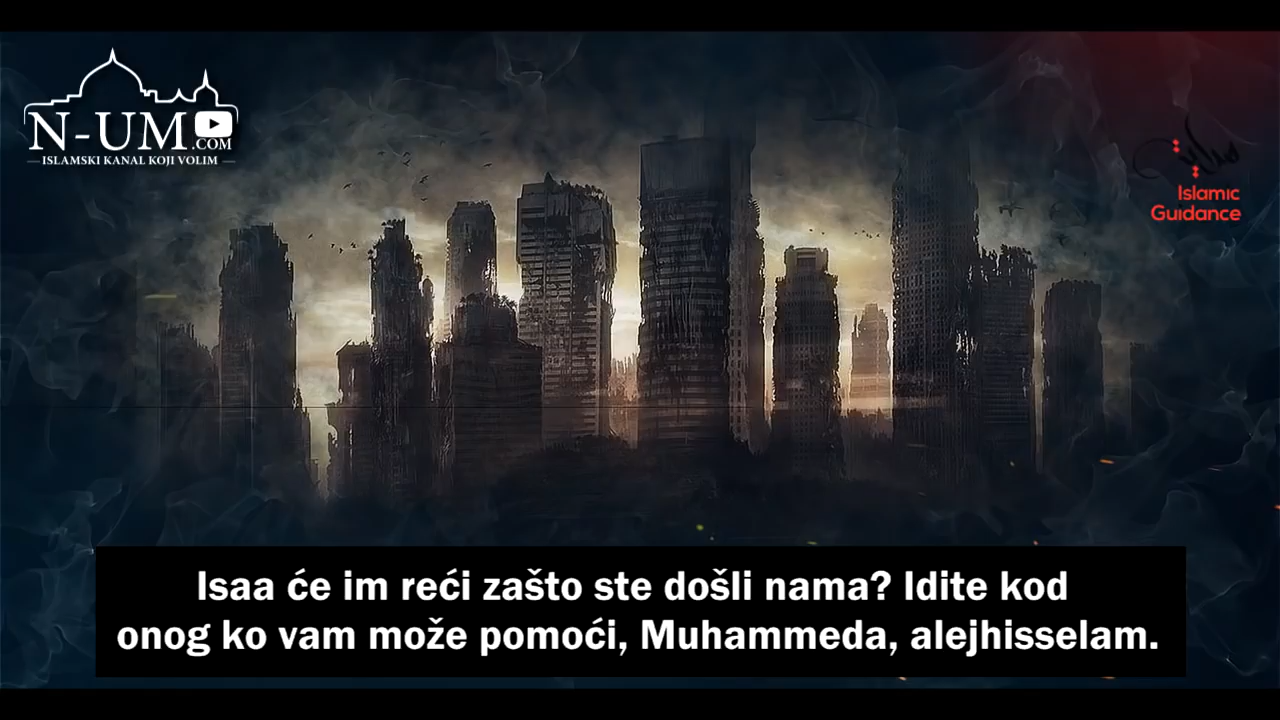 N-UM.COM
ISLAMSKI KANAL KOJI VOLIM
هداية
Islamic
Guidance
Isaa će im reći zašto ste došli nama? Idite kod
onog ko vam može pomoći, Muhammeda, alejhisselam.